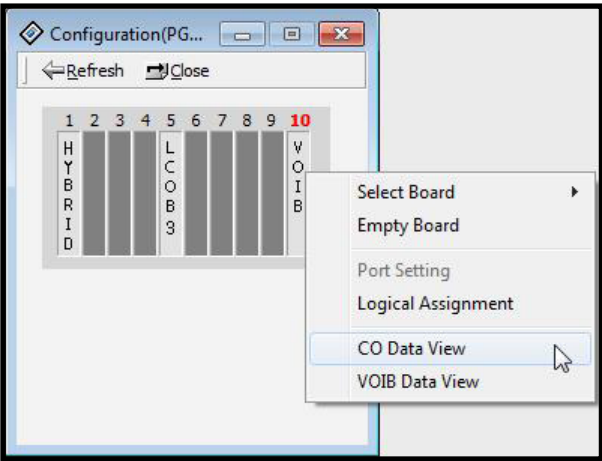 Configuration(PG...
Refresh Close
1 2 3 4 5 6 7 8 9 10
HYBRID
LCOB3
VOIB
Select Board
Empty Board
Port Setting
Logical Assignment
CO Data View
VOIB Data View